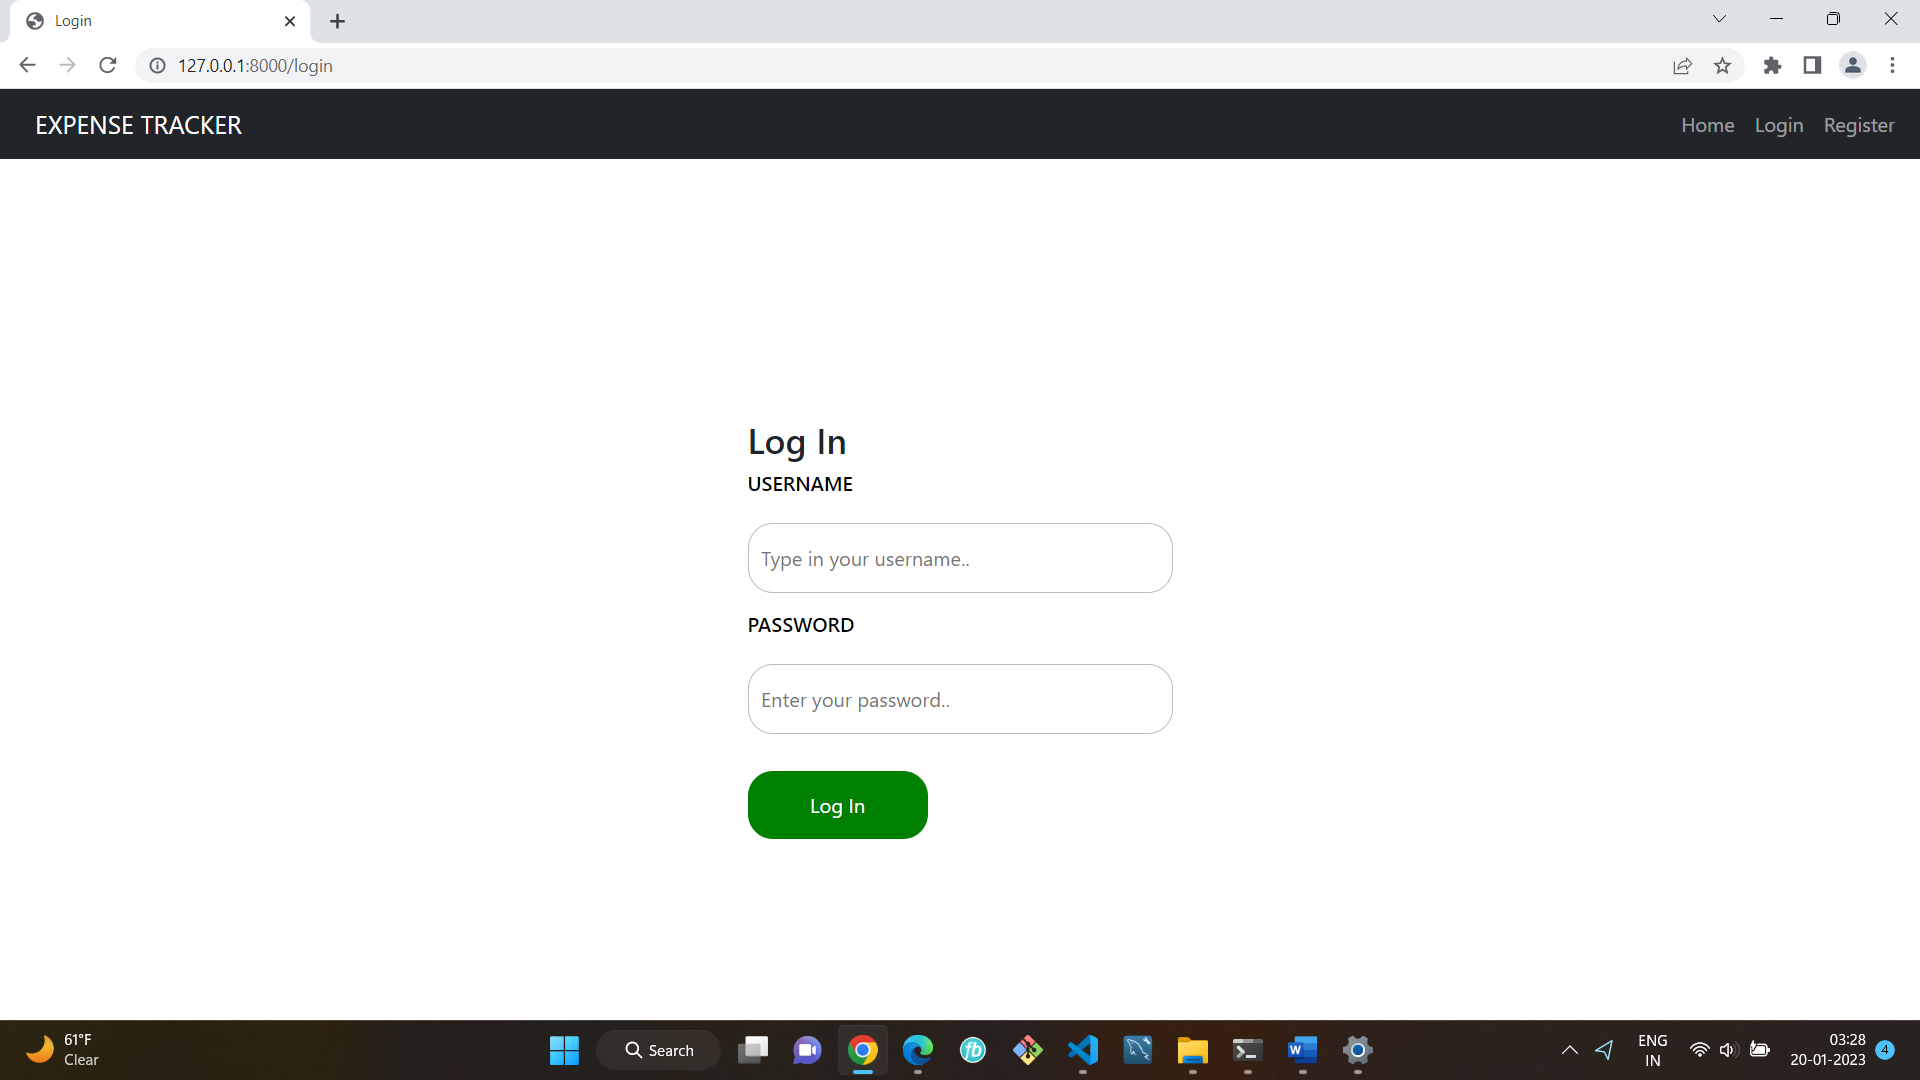 Login
127.0.0.1:8000/login
EXPENSE TRACKER
Home Login Register
Log In
USERNAME
Type in your username..
PASSWORD
Enter your password..
Log In
61°F
Clear
Search
fb
W
ENG
IN
03:28
20-01-2023
4